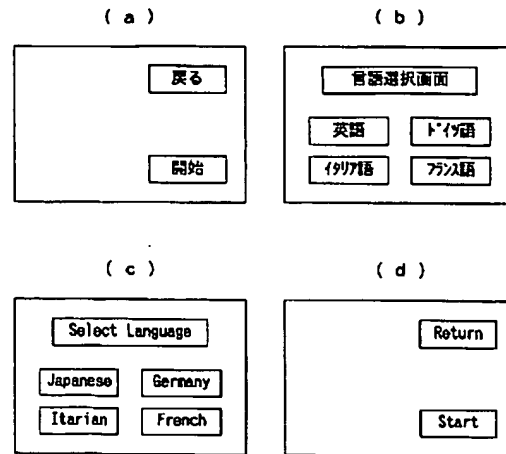 ( a )
戻る
開始
( b )
言語選択画面
英語 ドイツ語
イタリア語 フランス語
( c )
Select Language
Japanese Germany
Itarian French
( d )
Return
Start